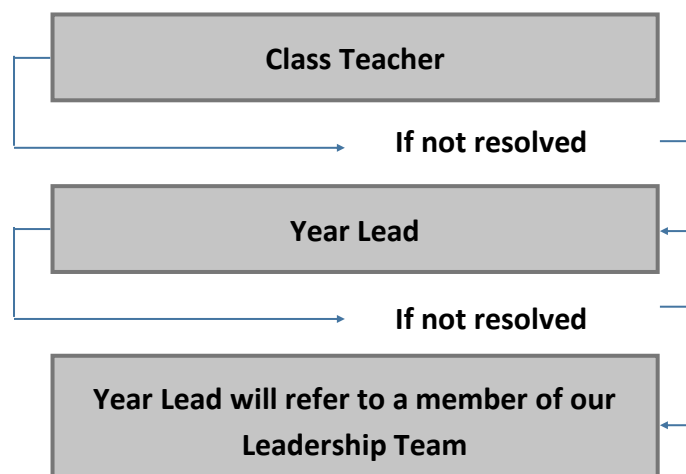 Class Teacher
If not resolved
Year Lead
If not resolved
Year Lead will refer to a member of our
Leadership Team